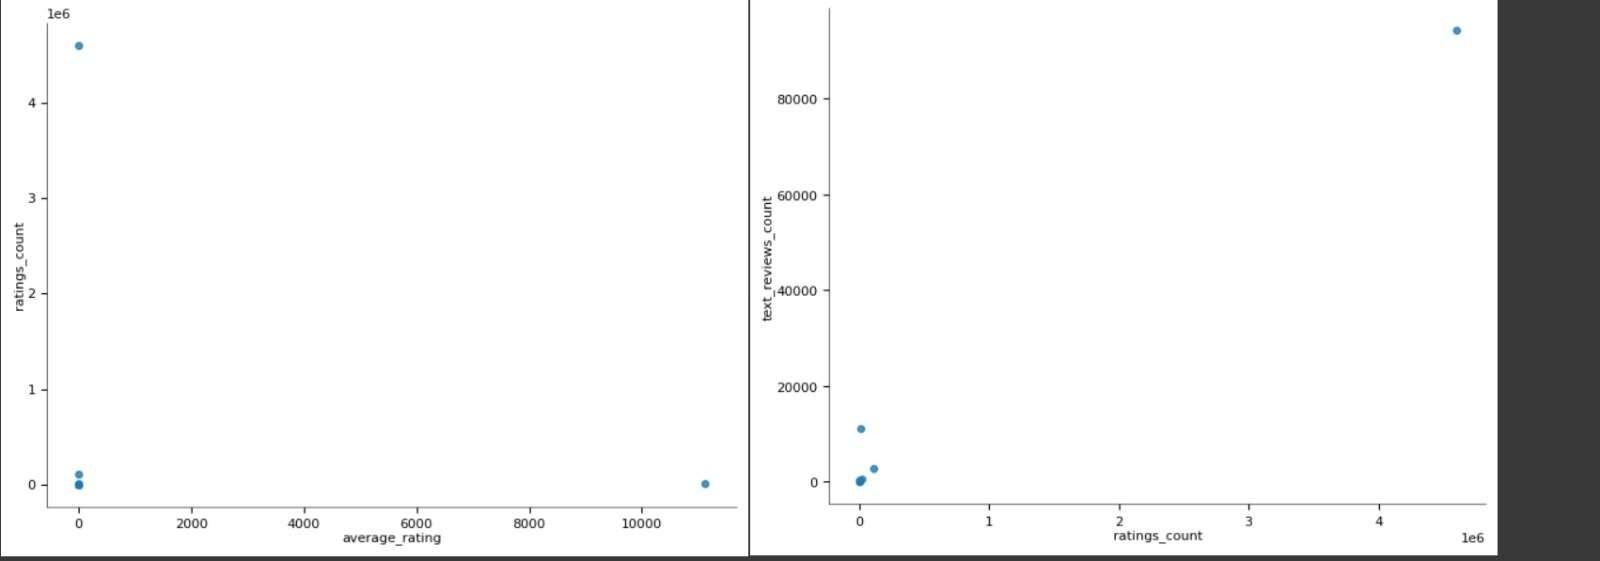 1e6
4
3
2
1
0
ratings_count
0 2000 4000 6000 8000 10000
average_rating
80000
60000
40000
20000
0
text_reviews_count
0 1 2 3 4
ratings_count
1e6